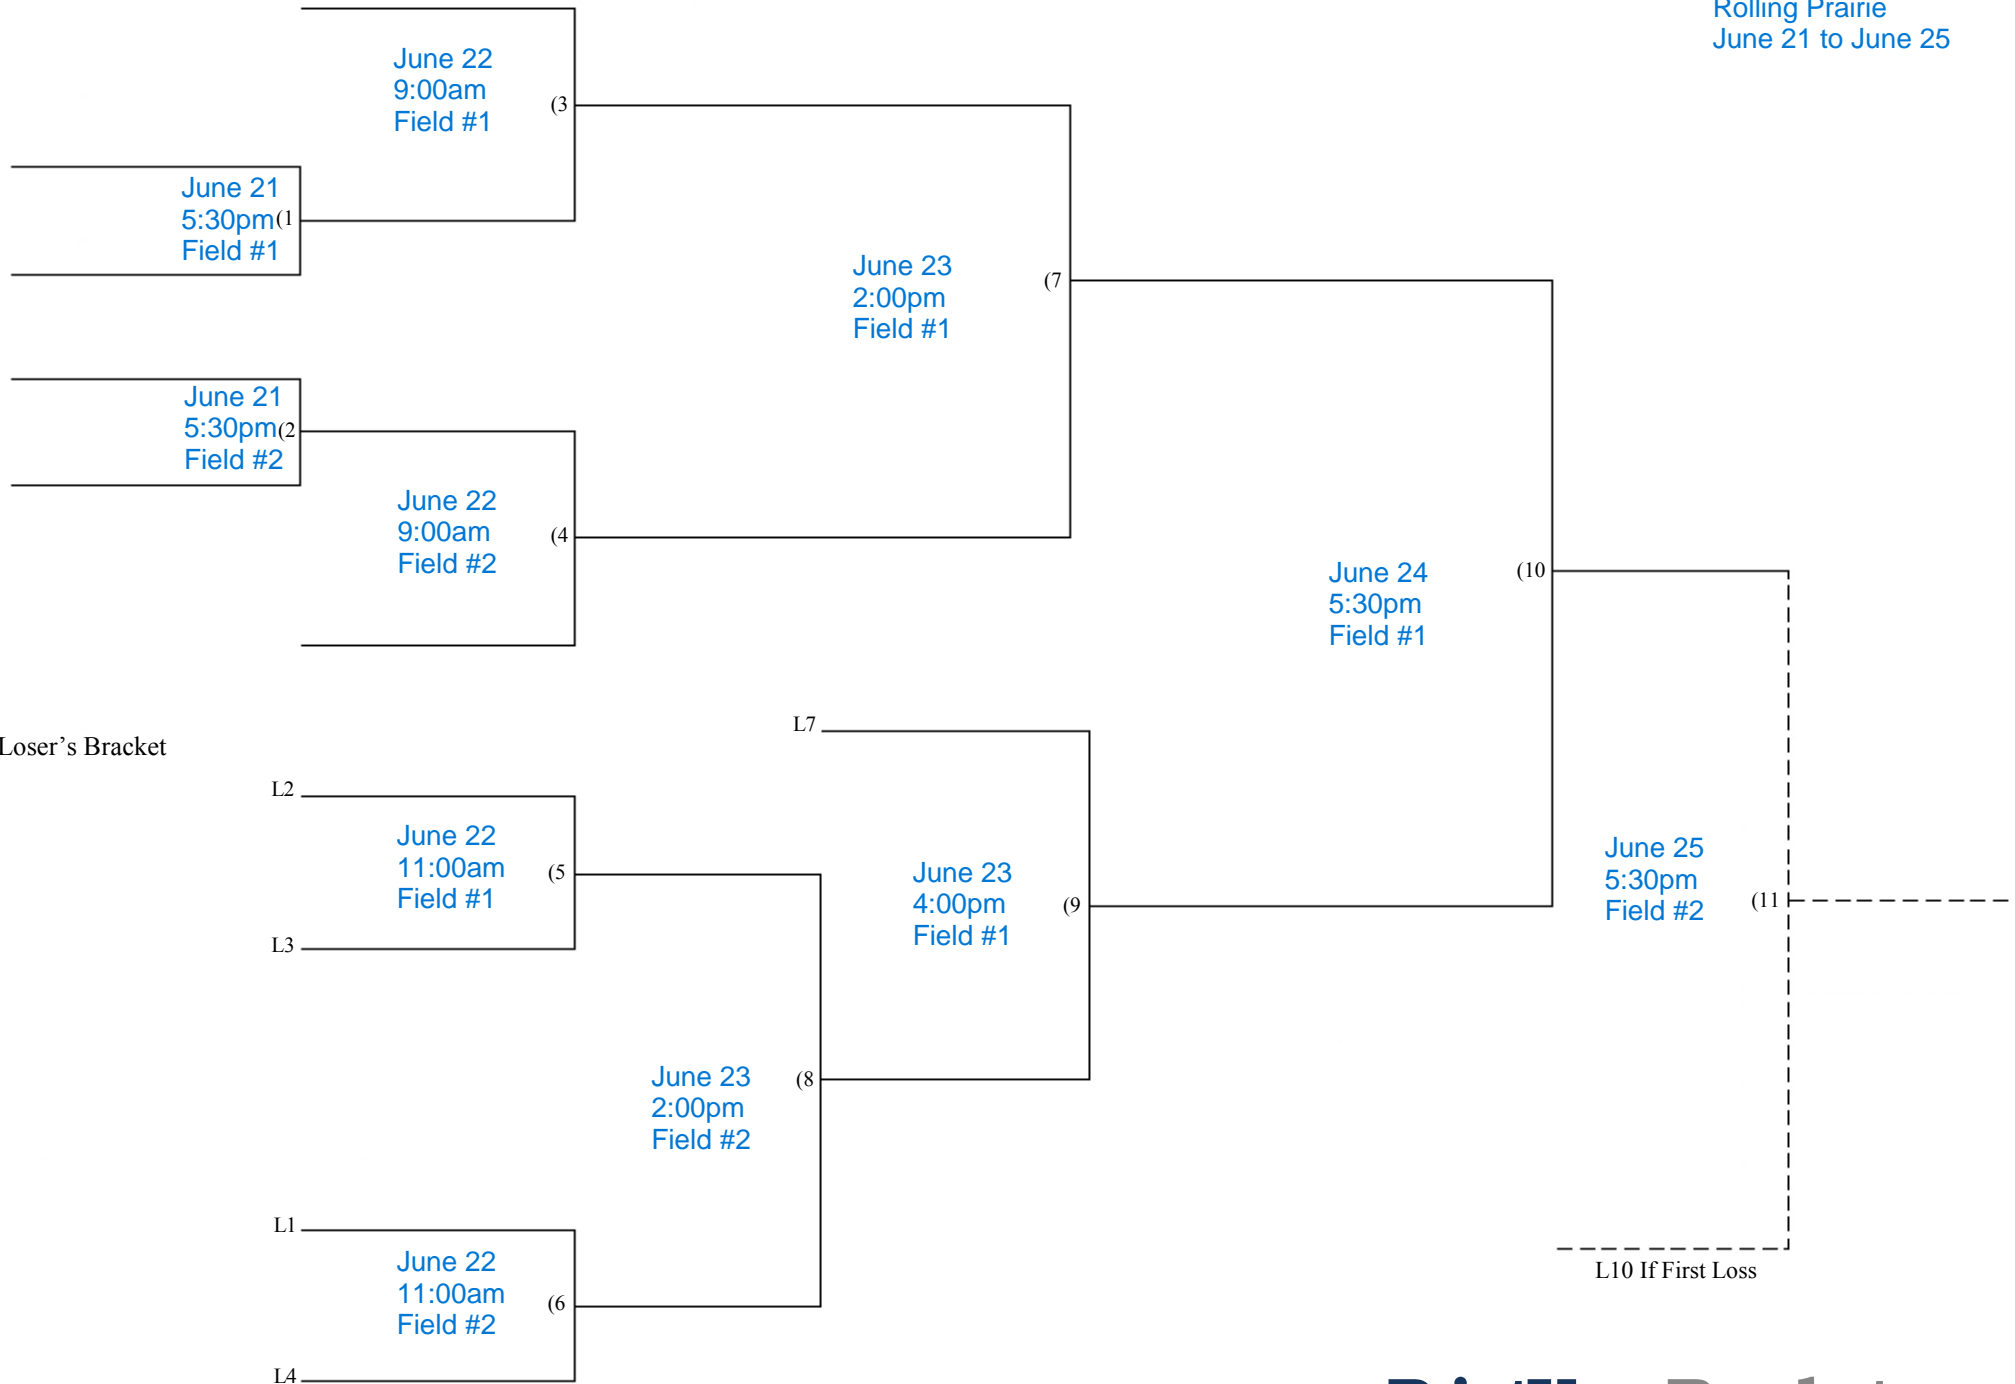 Rolling Prairie
June 21 to June 25
June 22
9:00am
Field #1
(3
June 21
5:30pm(1
Field #1
June 23
2:00pm
Field #1
(7
June 21
5:30pm(2
Field #2
June 22
9:00am
Field #2
(4
June 24
5:30pm
Field #1
(10
L7
Loser’s Bracket
L2
June 22
11:00am
Field #1
(5
L3
June 23
4:00pm
Field #1
(9
June 25
5:30pm
Field #2
(11
June 23
2:00pm
Field #2
(8
L1
June 22
11:00am
Field #2
(6
L4
L10 If First Loss